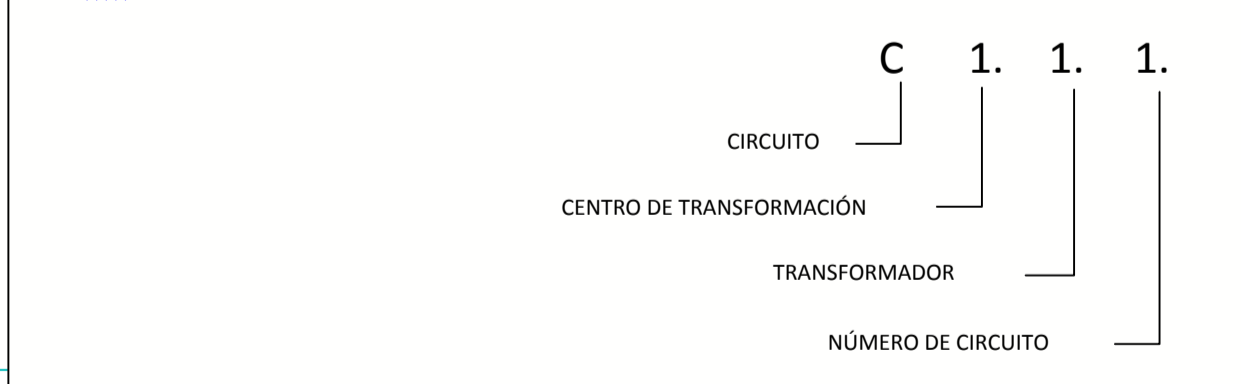 C 1. 1. 1.
CIRCUITO
CENTRO DE TRANSFORMACIÓN
TRANSFORMADOR
NÚMERO DE CIRCUITO